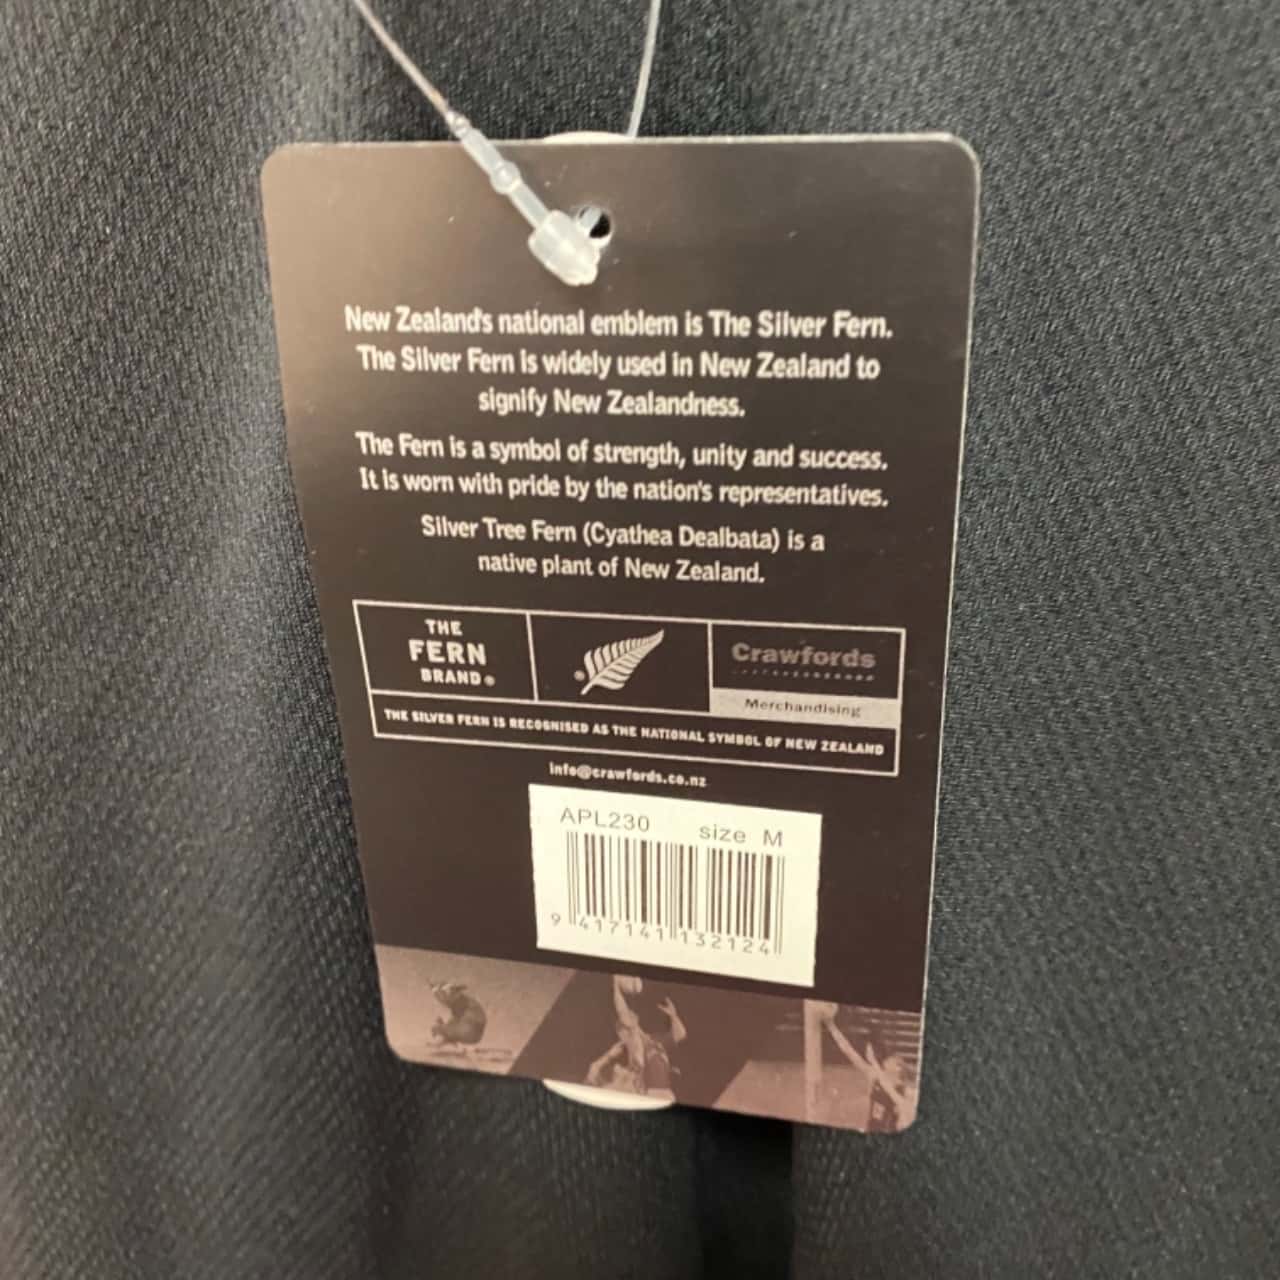 New Zealand's national emblem is The Silver Fern.
The Silver Fern is widely used in New Zealand to
signify New Zealandness.
The Fern is a symbol of strength, unity and success.
It is worn with pride by the nation's representatives.
Silver Tree Fern (Cyathea Dealbata) is a
native plant of New Zealand.
THE
FERN
BRAND®
®
Crawfords
Merchandising
THE SILVER FERN IS RECOGNISED AS THE NATIONAL SYMBOL OF NEW ZEALAND
info@crawfords.co.nz
APL230 size M
9 417141 132124